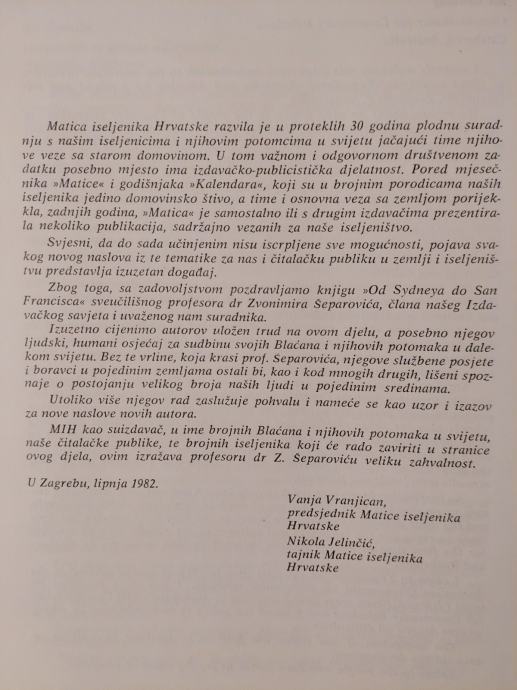 Matica iseljenika Hrvatske razvila je u proteklih 30 godina plodnu surad-
nju s našim iseljenicima i njihovim potomcima u svijetu jačajući time njiho-
ve veze sa starom domovinom. U tom važnom i odgovornom društvenom za-
datku posebno mjesto ima izdavačko-publicistička djelatnost. Pored mjeseč-
nika »Matice« i godišnjaka »Kalendara«, koji su u brojnim porodicama naših
iseljenika jedino domovinsko štivo, a time i osnovna veza sa zemljom porije-
kla, zadnjih godina, »Matica« je samostalno ili s drugim izdavačima prezentira-
la nekoliko publikacija, sadržajno vezanih za naše iseljeništvo.
Svjesni, da do sada učinjenim nisu iscrpljene sve mogućnosti, pojava sva-
kog novog naslova iz te tematike za nas i čitalačku publiku u zemlji i iseljeniš-
tvu predstavlja izuzetan događaj.
Zbog toga, sa zadovoljstvom pozdravljamo knjigu »Od Sydneya do San
Francisca« sveučilišnog profesora dr Zvonimira Šeparovića, člana našeg Izda-
vačkog savjeta i uvaženog nam suradnika.
Izuzetno cijenimo autorov uložen trud na ovom djelu, a posebno njegov
ljudski, humani osjećaj za sudbinu svojih Blaćana i njihovih potomaka u dale-
kom svijetu. Bez te vrline, koja krasi prof. Šeparovića, njegove službene posjete
i boravci u pojedinim zemljama ostali bi, kao i kod mnogih drugih, lišeni spoz-
naje o postojanju velikog broja naših ljudi u pojedinim sredinama.
Utoliko više njegov rad zaslužuje pohvalu i nameće se kao uzor i izazov
za nove naslove novih autora.
MIH kao suizdavač, u ime brojnih Blaćana i njihovih potomaka u svijetu,
naše čitalačke publike, te brojnih iseljenika koji će rado zaviriti u stranice
ovog djela, ovim izražava profesoru dr Z. Šeparoviću veliku zahvalnost.
U Zagrebu, lipnja 1982.
Vanja Vranjican,
predsjednik Matice iseljenika
Hrvatske
Nikola Jelinčić,
tajnik Matice iseljenika
Hrvatske